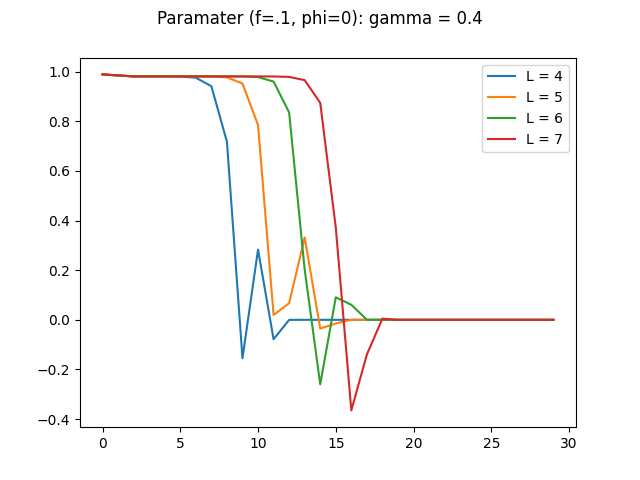 Paramater (f=.1, phi=0): gamma = 0.4
1.0
0.8
0.6
0.4
0.2
0.0
−0.2
−0.4
0 5 10 15 20 25 30
L = 4
L = 5
L = 6
L = 7